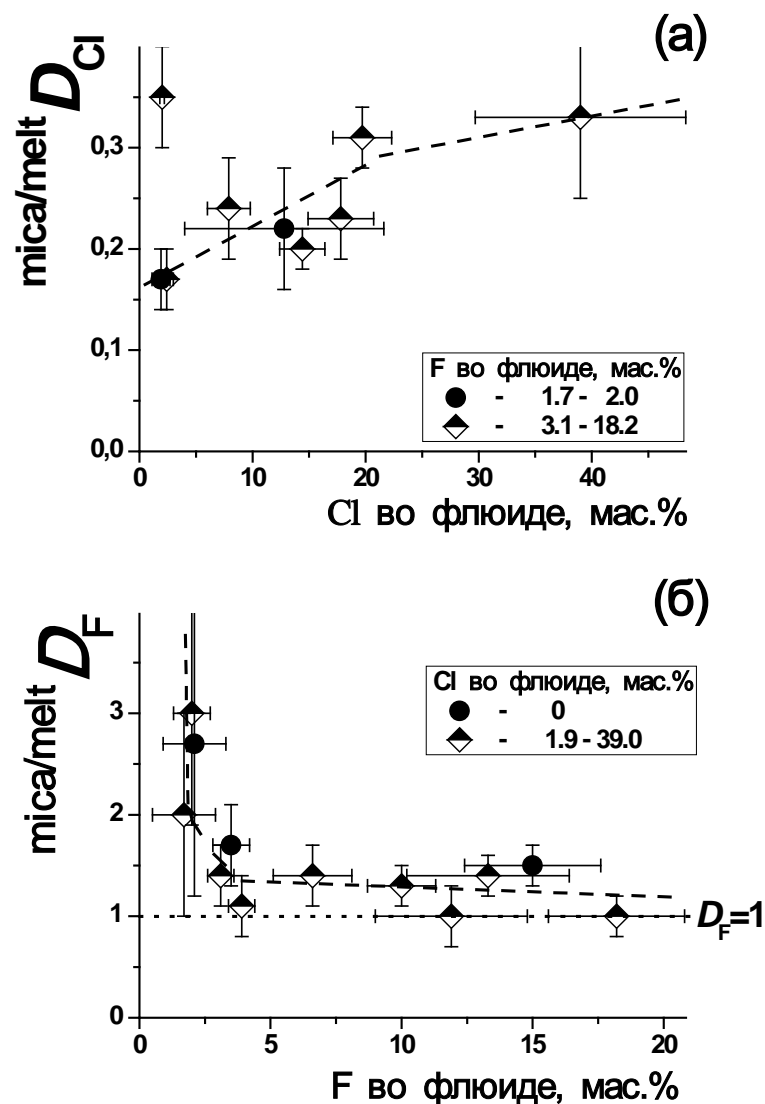 (а)
mica/melt D Cl
0,3
0,2
0,1
0,0
F во флюиде, мас.%
- 1.7 - 2.0
- 3.1 - 18.2
0 10 20 30 40
Cl во флюиде, мас.%
(б)
mica/melt D F
Cl во флюиде, мас.%
- 0
- 1.9 - 39.0
3
2
1
0
D F=1
0 5 10 15 20
F во флюиде, мас.%